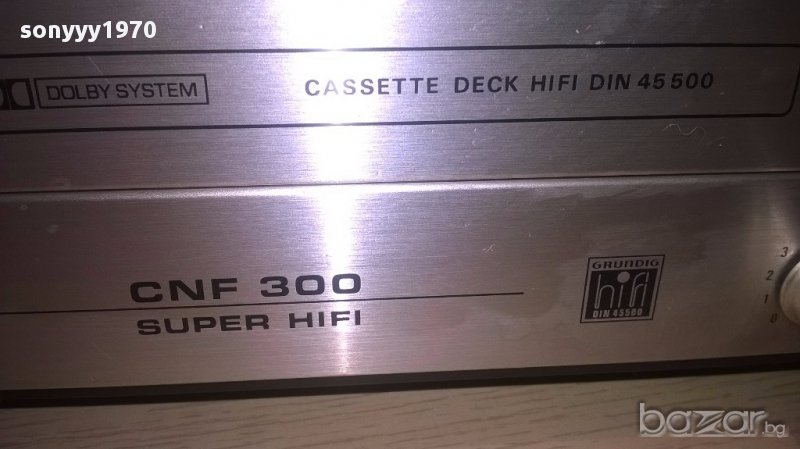 sonyyy1970
DOLBY SYSTEM
CASSETTE DECK HIFI DIN 45500
CNF 300
SUPER HIFI
GRUNDIG
hifi
DIN 45500
3
2
1
0
bazar.bg